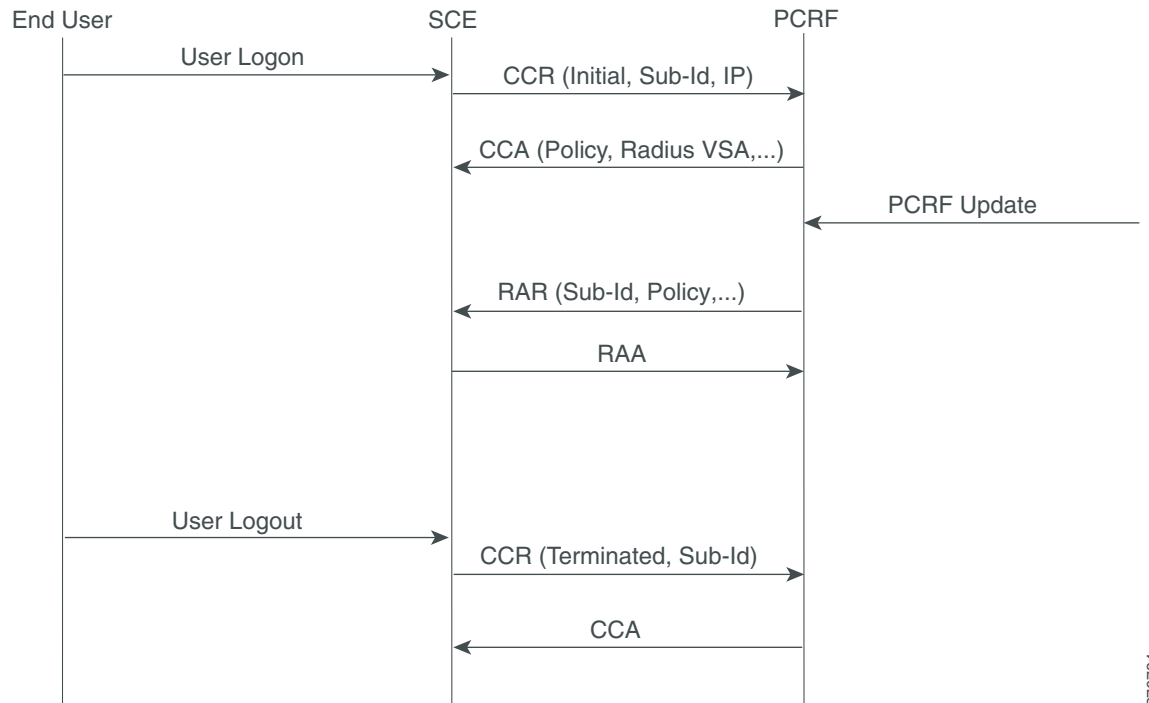 End User SCE PCRF
User Logon
CCR (Initial, Sub-Id, IP)
CCA (Policy, Radius VSA,...)
PCRF Update
RAR (Sub-Id, Policy,...)
RAA
User Logout
CCR (Terminated, Sub-Id)
CCA